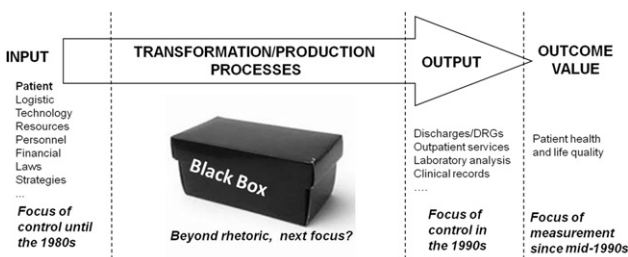 INPUT
Patient
Logistic
Technology
Resources
Personnel
Financial
Laws
Strategies
...
Focus of
control until
the 1980s
TRANSFORMATION/PRODUCTION
PROCESSES
Black Box
Beyond rhetoric, next focus?
OUTPUT
Discharges/DRGs
Outpatient services
Laboratory analysis
Clinical records
....
Focus of
control in
the 1990s
OUTCOME
VALUE
Patient health
and life quality
Focus of
measurement
since mid-1990s